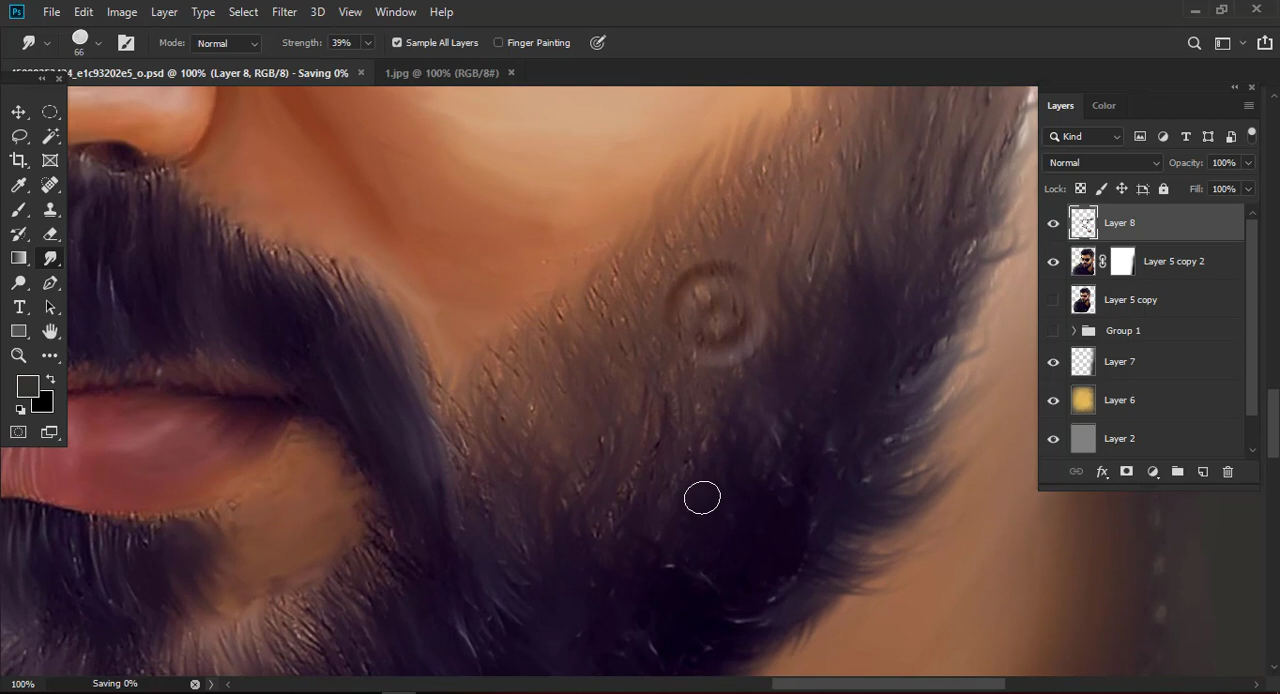 Ps File Edit Image Layer Type Select Filter 3D View Window Help
66 Mode: Normal Strength: 39% Sample All Layers Finger Painting
_e1c93202e5_o.psd @ 100% (Layer 8, RGB/8) - Saving 0% × 1.jpg @ 100% (RGB/8#) ×
Layers Color
Kind
Normal Opacity: 100%
Lock: Fill: 100%
Layer 8
Layer 5 copy 2
Layer 5 copy
Group 1
Layer 7
Layer 6
Layer 2
100% Saving 0%